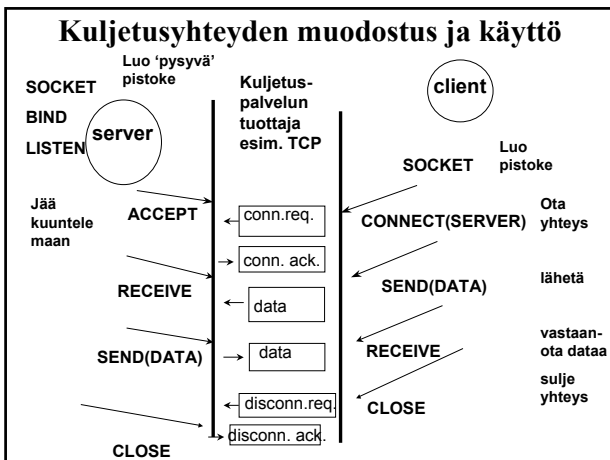 Kuljetusyhteyden muodostus ja käyttö
Luo ‘pysyvä’
pistoke
SOCKET
BIND
LISTEN
server
Kuljetus-
palvelun
tuottaja
esim. TCP
client
SOCKET
Luo
pistoke
Jää
kuuntele
maan
ACCEPT
conn.req.
CONNECT(SERVER)
Ota
yhteys
conn. ack.
RECEIVE
data
SEND(DATA)
lähetä
SEND(DATA)
data
RECEIVE
vastaan-
ota dataa
disconn.req.
CLOSE
sulje
yhteys
CLOSE
disconn. ack.